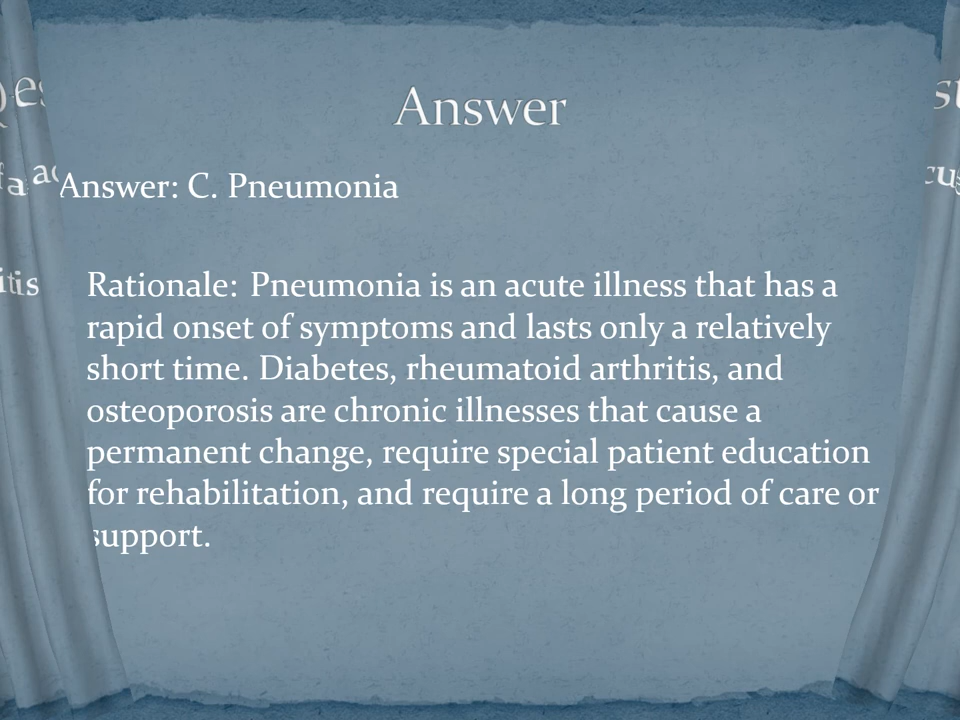 Answer
Answer: C. Pneumonia
Rationale: Pneumonia is an acute illness that has a
rapid onset of symptoms and lasts only a relatively
short time. Diabetes, rheumatoid arthritis, and
osteoporosis are chronic illnesses that cause a
permanent change, require special patient education
for rehabilitation, and require a long period of care or
support.